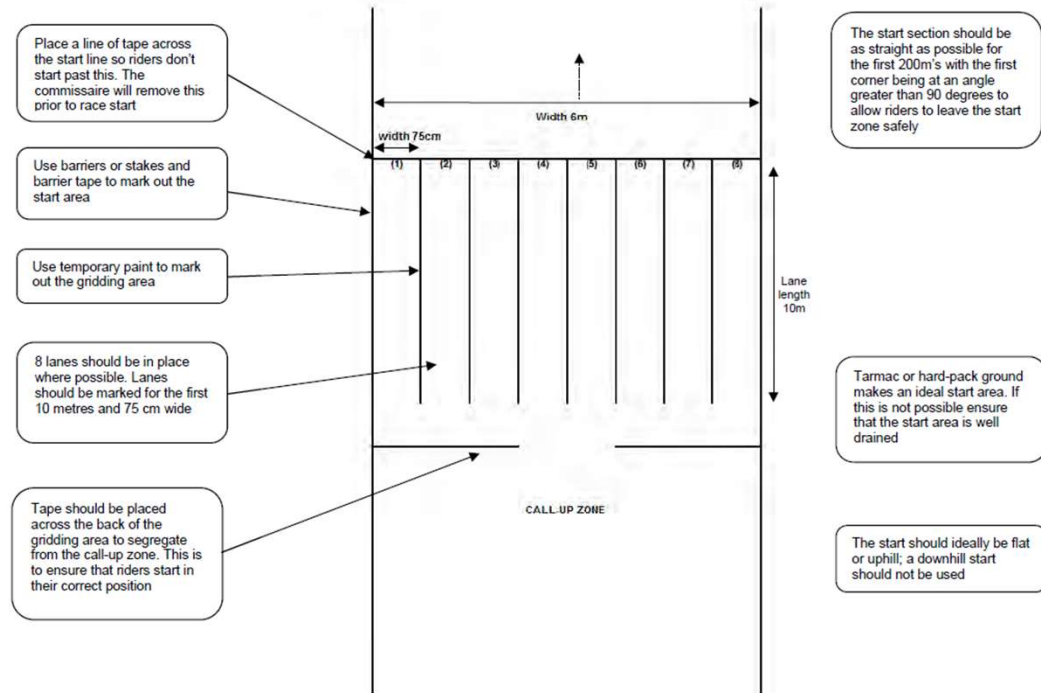 Place a line of tape across
the start line so riders don't
start past this. The
commissaire will remove this
prior to race start
Use barriers or stakes and
barrier tape to mark out the
start area
Use temporary paint to mark
out the gridding area
8 lanes should be in place
where possible. Lanes
should be marked for the first
10 metres and 75 cm wide
Tape should be placed
across the back of the
gridding area to segregate
from the call-up zone. This is
to ensure that riders start in
their correct position
Width 6m
width 75cm
(1) (2) (3) (4) (5) (6) (7) (8)
Lane
length
10m
CALL-UP ZONE
The start section should be
as straight as possible for
the first 200m's with the first
corner being at an angle
greater than 90 degrees to
allow riders to leave the start
zone safely
Tarmac or hard-pack ground
makes an ideal start area. If
this is not possible ensure
that the start area is well
drained
The start should ideally be flat
or uphill; a downhill start
should not be used